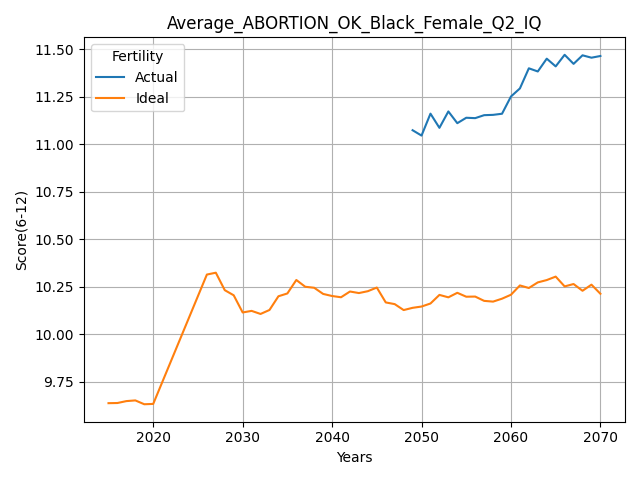 Average_ABORTION_OK_Black_Female_Q2_IQ
Fertility
Actual
Ideal
Score(6-12)
11.50
11.25
11.00
10.75
10.50
10.25
10.00
9.75
2020 2030 2040 2050 2060 2070
Years